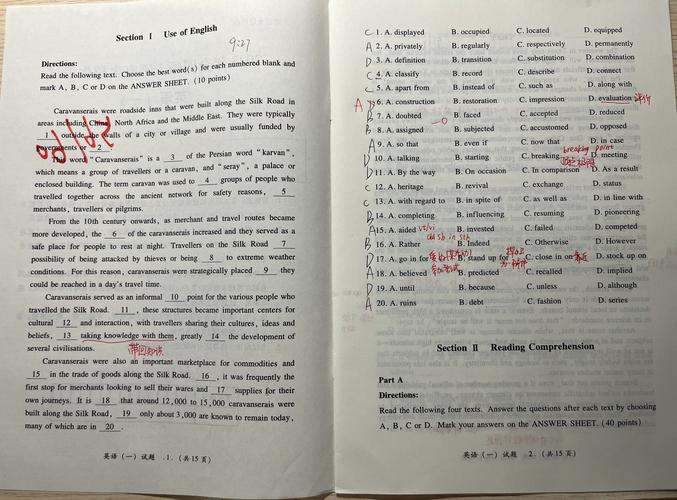 Section Ⅰ Use of English
9:27
Directions:
Read the following text. Choose the best word(s) for each numbered blank and
mark A, B, C or D on the ANSWER SHEET. (10 points)
Caravanserais were roadside inns that were built along the Silk Road in
areas including China, North Africa and the Middle East. They were typically
1 outside the walls of a city or village and were usually funded by
governments or 2 .
This word "Caravanserais" is a 3 of the Persian word "karvan",
which means a group of travellers or a caravan, and "seray", a palace or
enclosed building. The term caravan was used to 4 groups of people who
travelled together across the ancient network for safety reasons, 5
merchants, travellers or pilgrims.
From the 10th century onwards, as merchant and travel routes became
more developed, the 6 of the caravanserais increased and they served as a
safe place for people to rest at night. Travellers on the Silk Road 7
possibility of being attacked by thieves or being 8 to extreme weather
conditions. For this reason, caravanserais were strategically placed 9 they
could be reached in a day's travel time.
Caravanserais served as an informal 10 point for the various people who
travelled the Silk Road. 11 , these structures became important centers for
cultural 12 and interaction, with travellers sharing their cultures, ideas and
beliefs, 13 taking knowledge with them, greatly 14 the development of
several civilisations.
带回知识
Caravanserais were also an important marketplace for commodities and
15 in the trade of goods along the Silk Road. 16 , it was frequently the
first stop for merchants looking to sell their wares and 17 supplies for their
own journeys. It is 18 that around 12,000 to 15,000 caravanserais were
built along the Silk Road, 19 only about 3,000 are known to remain today,
many of which are in 20 .
英语(一)试题 .1. (共15页)
C 1. A. displayed B. occupied C. located D. equipped
A 2. A. privately B. regularly C. respectively D. permanently
D 3. A. definition B. transition C. substitution D. combination
C 4. A. classify B. record C. describe D. connect
C 5. A. apart from B. instead of C. such as D. along with
A 6. A. construction B. restoration C. impression D. evaluation 评价
B 7. A. doubted B. faced C. accepted D. reduced
B 8. A. assigned B. subjected C. accustomed D. opposed
A 9. A. so that B. even if C. now that D. in case
breaking point
D 10. A. talking B. starting C. breaking D. meeting
D 11. A. By the way B. On occasion C. In comparison D. As a result
C 12. A. heritage B. revival C. exchange D. status
C 13. A. with regard to B. in spite of C. as well as D. in line with
D 14. A. completing B. influencing C. resuming D. pioneering
A 15. A. aided vt/vi B. invested C. failed D. competed
aid sb in sth
B 16. A. Rather B. Indeed C. Otherwise D. However
D 17. A. go in for B. stand up for C. close in on D. stock up on
A 18. A. believed B. predicted C. recalled D. implied
D 19. A. until B. because C. unless D. although
A 20. A. ruins B. debt C. fashion D. series
Section Ⅱ Reading Comprehension
Part A
Directions:
Read the following four texts. Answer the questions after each text by choosing
A, B, C or D. Mark your answers on the ANSWER SHEET. (40 points)
英语(一)试题 .2. (共15页)